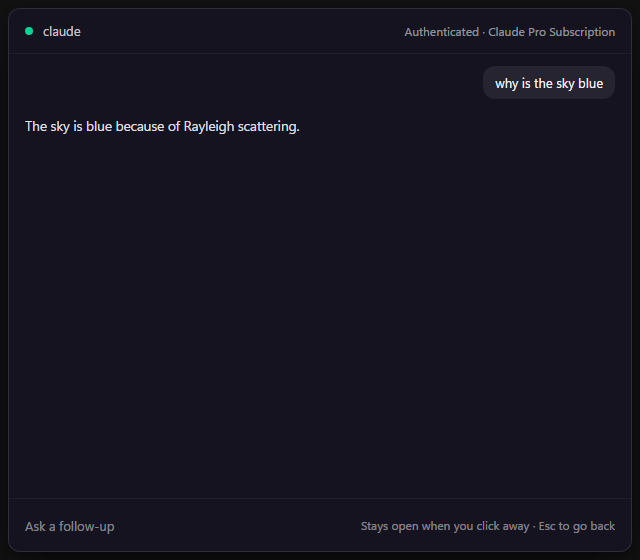 claude
Authenticated · Claude Pro Subscription
why is the sky blue
The sky is blue because of Rayleigh scattering.
Ask a follow-up
Stays open when you click away · Esc to go back